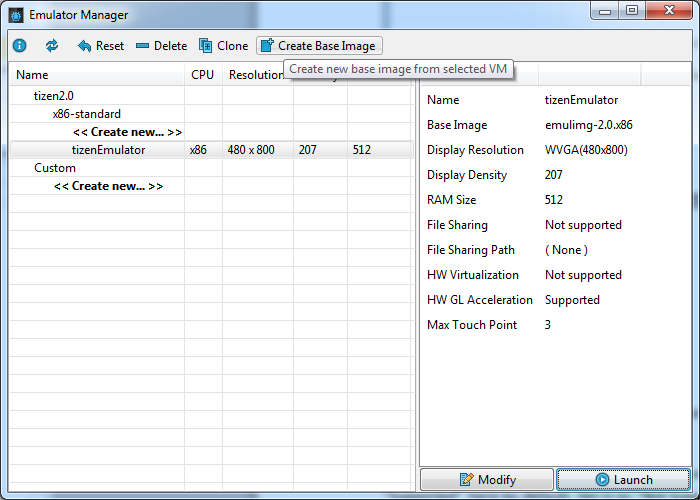 Emulator Manager
Reset Delete Clone Create Base Image
Create new base image from selected VM
Name CPU Resolution
tizen2.0
x86-standard
<< Create new... >>
tizenEmulator x86 480 x 800 207 512
Custom
<< Create new... >>
Name tizenEmulator
Base Image emulimg-2.0.x86
Display Resolution WVGA(480x800)
Display Density 207
RAM Size 512
File Sharing Not supported
File Sharing Path ( None )
HW Virtualization Not supported
HW GL Acceleration Supported
Max Touch Point 3
Modify Launch